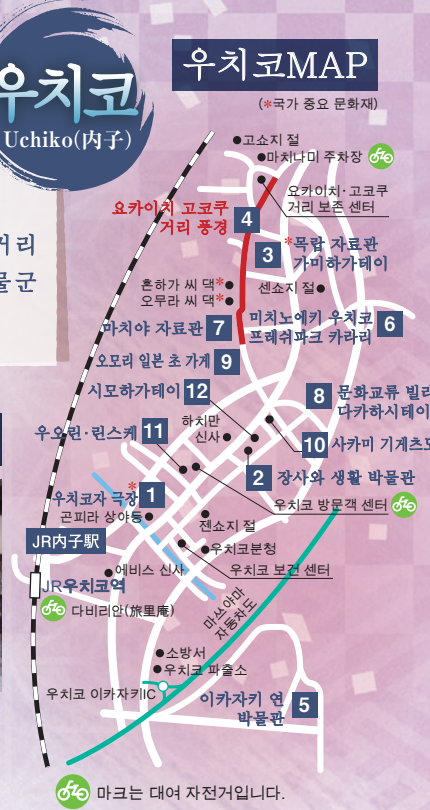 우치코
Uchiko(内子)
우치코MAP
(*국가 중요 문화재)
거리
물군
고쇼지 절
마치나미 주차장
요카이치·고코쿠
거리 보존 센터
요카이치 고코쿠
거리 풍경
4
3
*목랍 자료관
가미하가테이
혼하가 씨 댁*
오무라 씨 댁*
센쇼지 절
마치야 자료관 7
미치노에키 우치코
프레쉬파크 카라리
6
오모리 일본 초 가게 9
시모하가테이 12
8
문화교류 빌라
다카하시테이
우오린·린스케 11
하치만
신사
10 사카미 기계츠
2 장사와 생활 박물관
우치코자 극장 1 *
곤피라 상야등
우치코 방문객 센터
젠쇼지 절
JR内子駅
우치코분청
에비스 신사
우치코 보건 센터
JR우치코역
다비리안(旅里庵)
마쓰야마
자동차도
소방서
우치코 파출소
우치코 이카자키IC
이카자키 연
박물관
5
마크는 대여 자전거입니다.